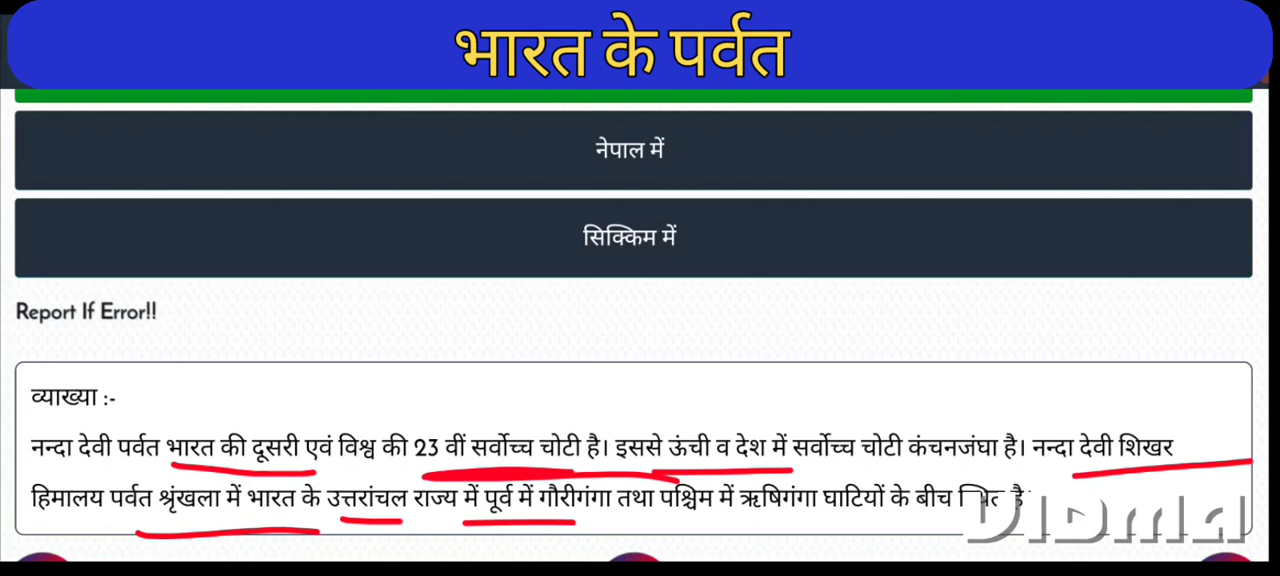 भारत के पर्वत
नेपाल में
सिक्किम में
Report If Error!!
व्याख्या :-
नन्दा देवी पर्वत भारत की दूसरी एवं विश्व की 23 वीं सर्वोच्च चोटी है। इससे ऊंची व देश में सर्वोच्च चोटी कंचनजंघा है। नन्दा देवी शिखर
हिमालय पर्वत श्रृंखला में भारत के उत्तरांचल राज्य में पूर्व में गौरीगंगा तथा पश्चिम में ऋषिगंगा घाटियों के बीच है